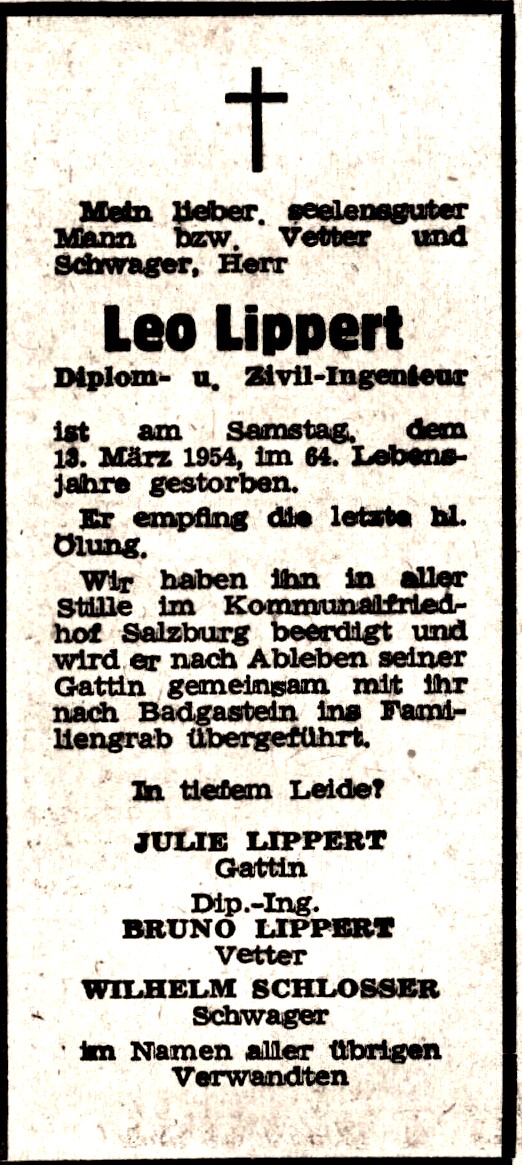 Mein lieber, seelensguter
Mann bzw. Vetter und
Schwager, Herr
Leo Lippert
Diplom- u. Zivil-Ingenieur
ist am Samstag, dem
13. März 1954, im 64. Lebens-
jahre gestorben.
Er empfing die letzte hl.
Ölung.
Wir haben ihn in aller
Stille im Kommunalfried-
hof Salzburg beerdigt und
wird er nach Ableben seiner
Gattin gemeinsam mit ihr
nach Badgastein ins Fami-
liengrab übergeführt.
In tiefem Leide?
JULIE LIPPERT
Gattin
Dip.-Ing.
BRUNO LIPPERT
Vetter
WILHELM SCHLOSSER
Schwager
im Namen aller übrigen
Verwandten